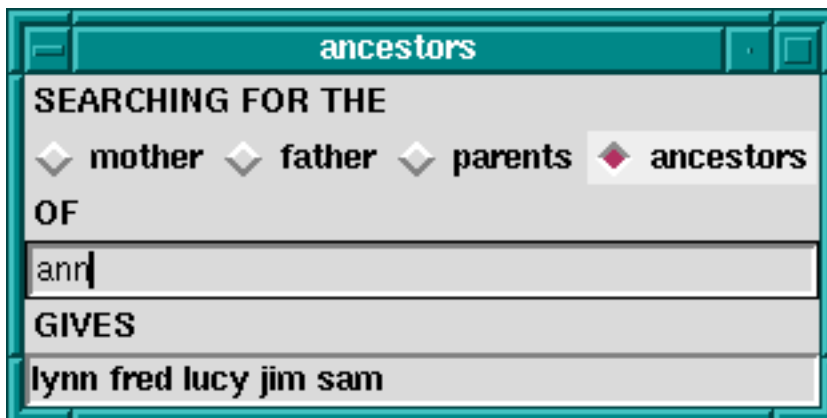 ancestors
SEARCHING FOR THE
mother father parents ancestors
OF
ann
GIVES
lynn fred lucy jim sam